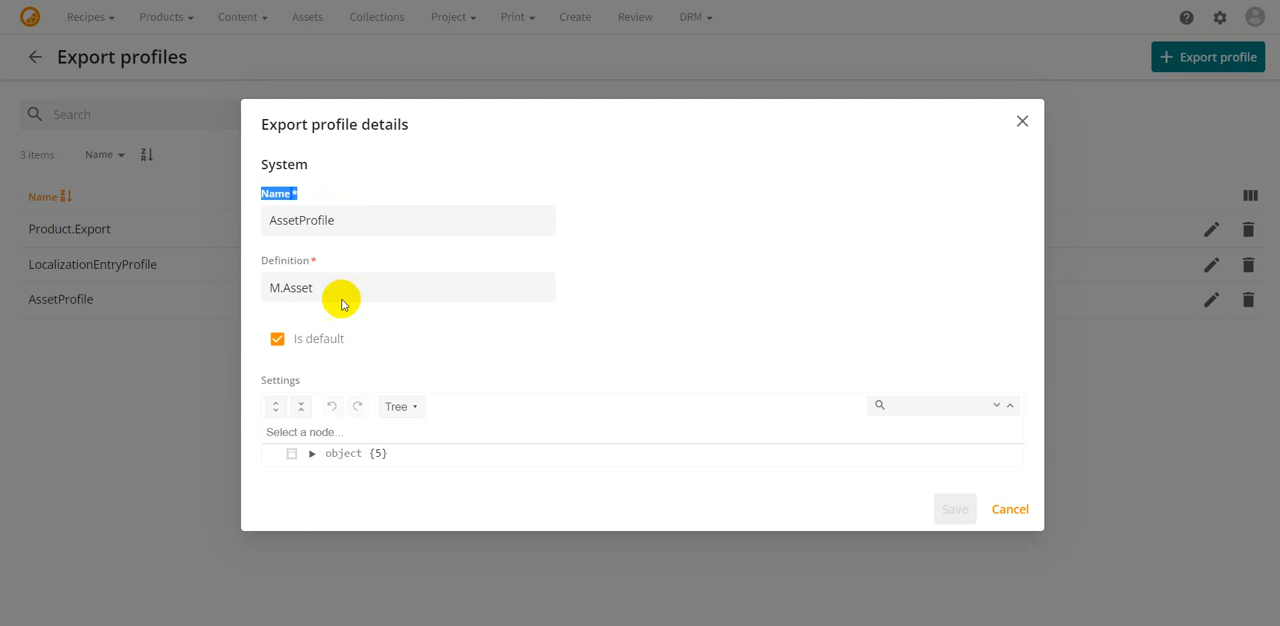 Recipes Products Content Assets Collections Project Print Create Review DRM
Export profiles
+ Export profile
Search
3 items Name
Name
Product.Export
LocalizationEntryProfile
AssetProfile
Export profile details
System
Name*
AssetProfile
Definition*
M.Asset
Is default
Settings
Tree
Select a node...
object {5}
Save Cancel